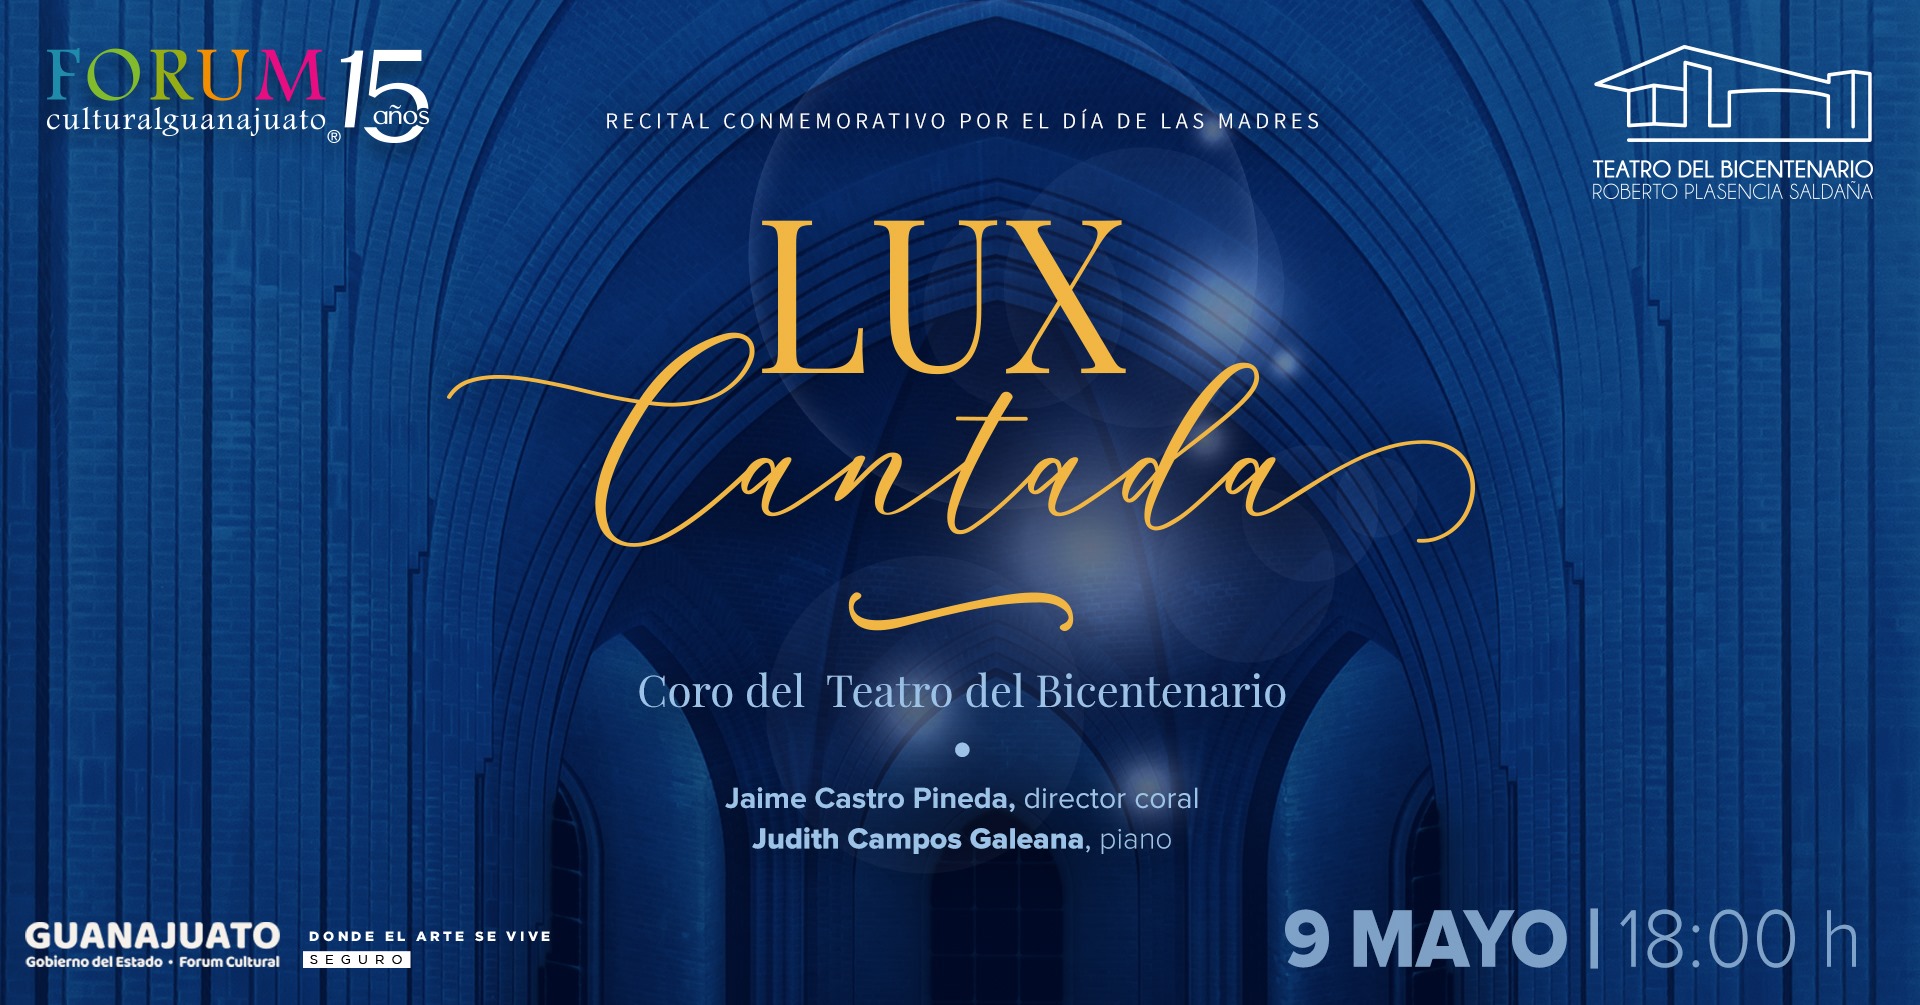 FORUM
culturalguanajuato®
15
años
RECITAL CONMEMORATIVO POR EL DÍA DE LAS MADRES
TEATRO DEL BICENTENARIO
ROBERTO PLASENCIA SALDAÑA
LUX
Cantada
Coro del Teatro del Bicentenario
•
Jaime Castro Pineda, director coral
Judith Campos Galeana, piano
GUANAJUATO
Gobierno del Estado • Forum Cultural
DONDE EL ARTE SE VIVE
SEGURO
9 MAYO | 18:00 h